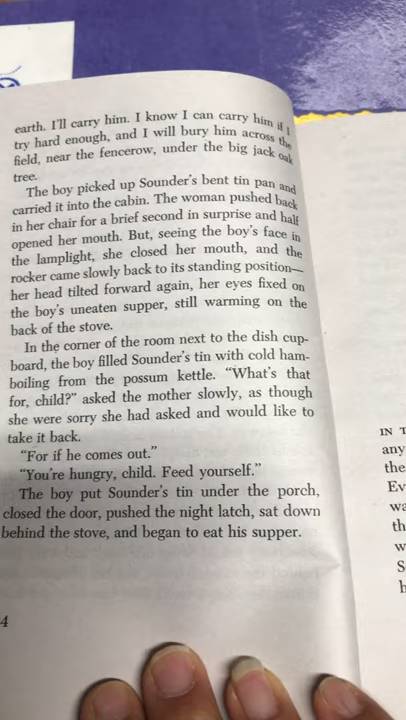 earth. I'll carry him. I know I can carry him if I
try hard enough, and I will bury him across the
field, near the fencerow, under the big jack oak
tree.
The boy picked up Sounder's bent tin pan and
carried it into the cabin. The woman pushed back
in her chair for a brief second in surprise and half
opened her mouth. But, seeing the boy's face in
the lamplight, she closed her mouth, and the
rocker came slowly back to its standing position—
her head tilted forward again, her eyes fixed on
the boy's uneaten supper, still warming on the
back of the stove.
In the corner of the room next to the dish cup-
board, the boy filled Sounder's tin with cold ham-
boiling from the possum kettle. "What's that
for, child?" asked the mother slowly, as though
she were sorry she had asked and would like to
take it back.
"For if he comes out."
"You're hungry, child. Feed yourself."
The boy put Sounder's tin under the porch,
closed the door, pushed the night latch, sat down
behind the stove, and began to eat his supper.
4
IN
any
the